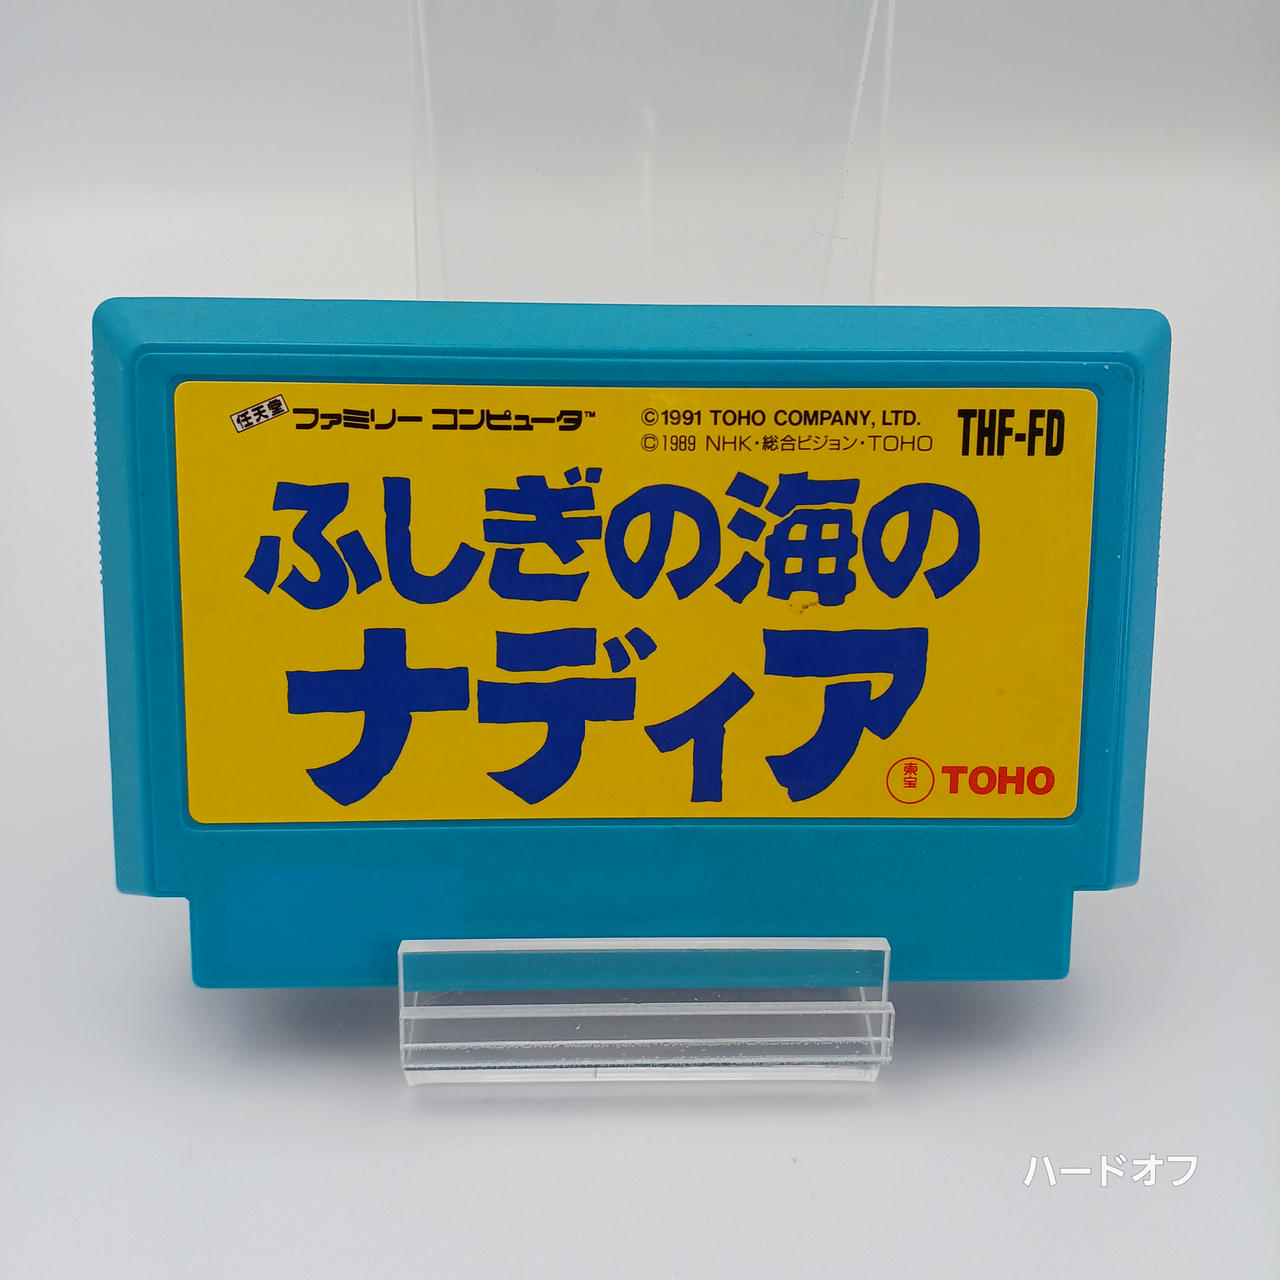 任天堂 ファミリー コンピュータ™
©1991 TOHO COMPANY, LTD.
©1989 NHK・総合ビジョン・TOHO
THF-FD
ふしぎの海の
ナディア
東宝 TOHO
ハードオフ